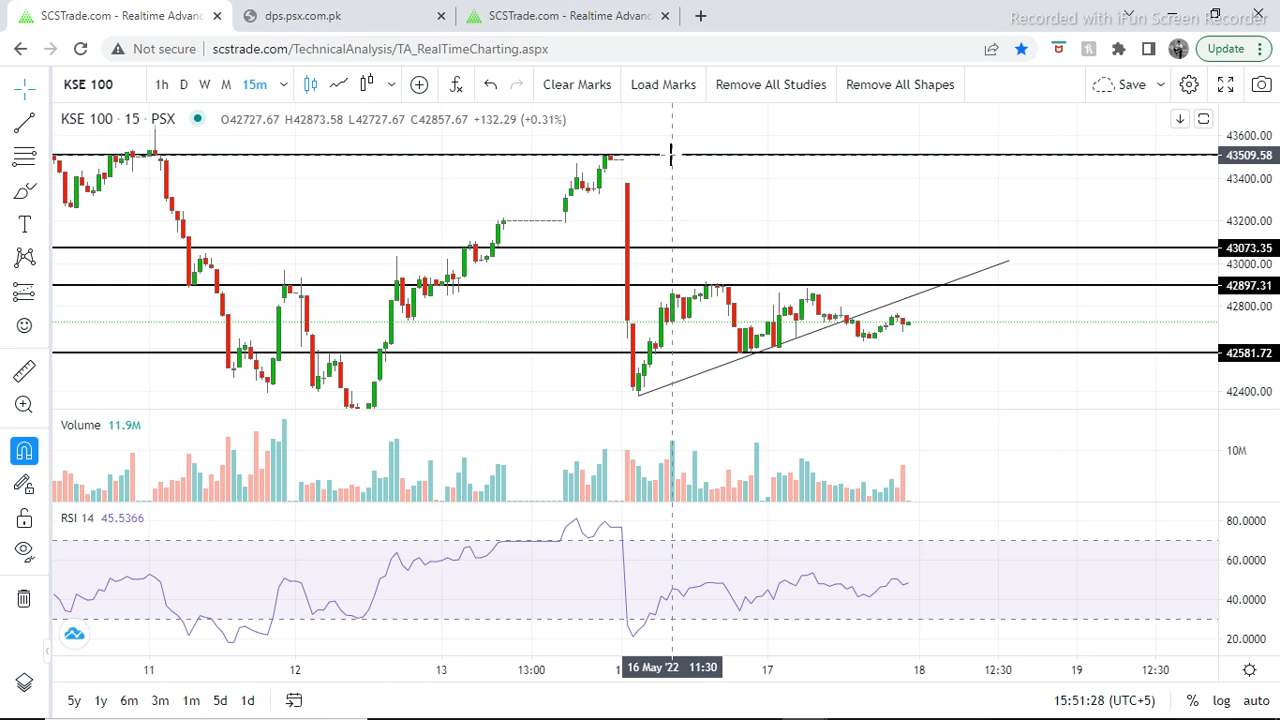 SCSTrade.com - Realtime Advanc
dps.psx.com.pk
SCSTrade.com - Realtime Advanc
Recorded with iFun Screen Recorder
Not secure
scstrade.com/TechnicalAnalysis/TA_RealTimeCharting.aspx
Update
KSE 100
1h D W M 15m
Clear Marks
Load Marks
Remove All Studies
Remove All Shapes
Save
KSE 100 · 15 · PSX
O42727.67 H42873.58 L42727.67 C42857.67 +132.29 (+0.31%)
43600.00
43509.58
43400.00
43200.00
43073.35
43000.00
42897.31
42800.00
42581.72
42400.00
Volume 11.9M
10M
RSI 14 45.5366
80.0000
60.0000
40.0000
20.0000
11 12 13 13:00
16 May '22 11:30
17 18 12:30 19 12:30
5y 1y 6m 3m 1m 5d 1d
15:51:28 (UTC+5)
% log auto